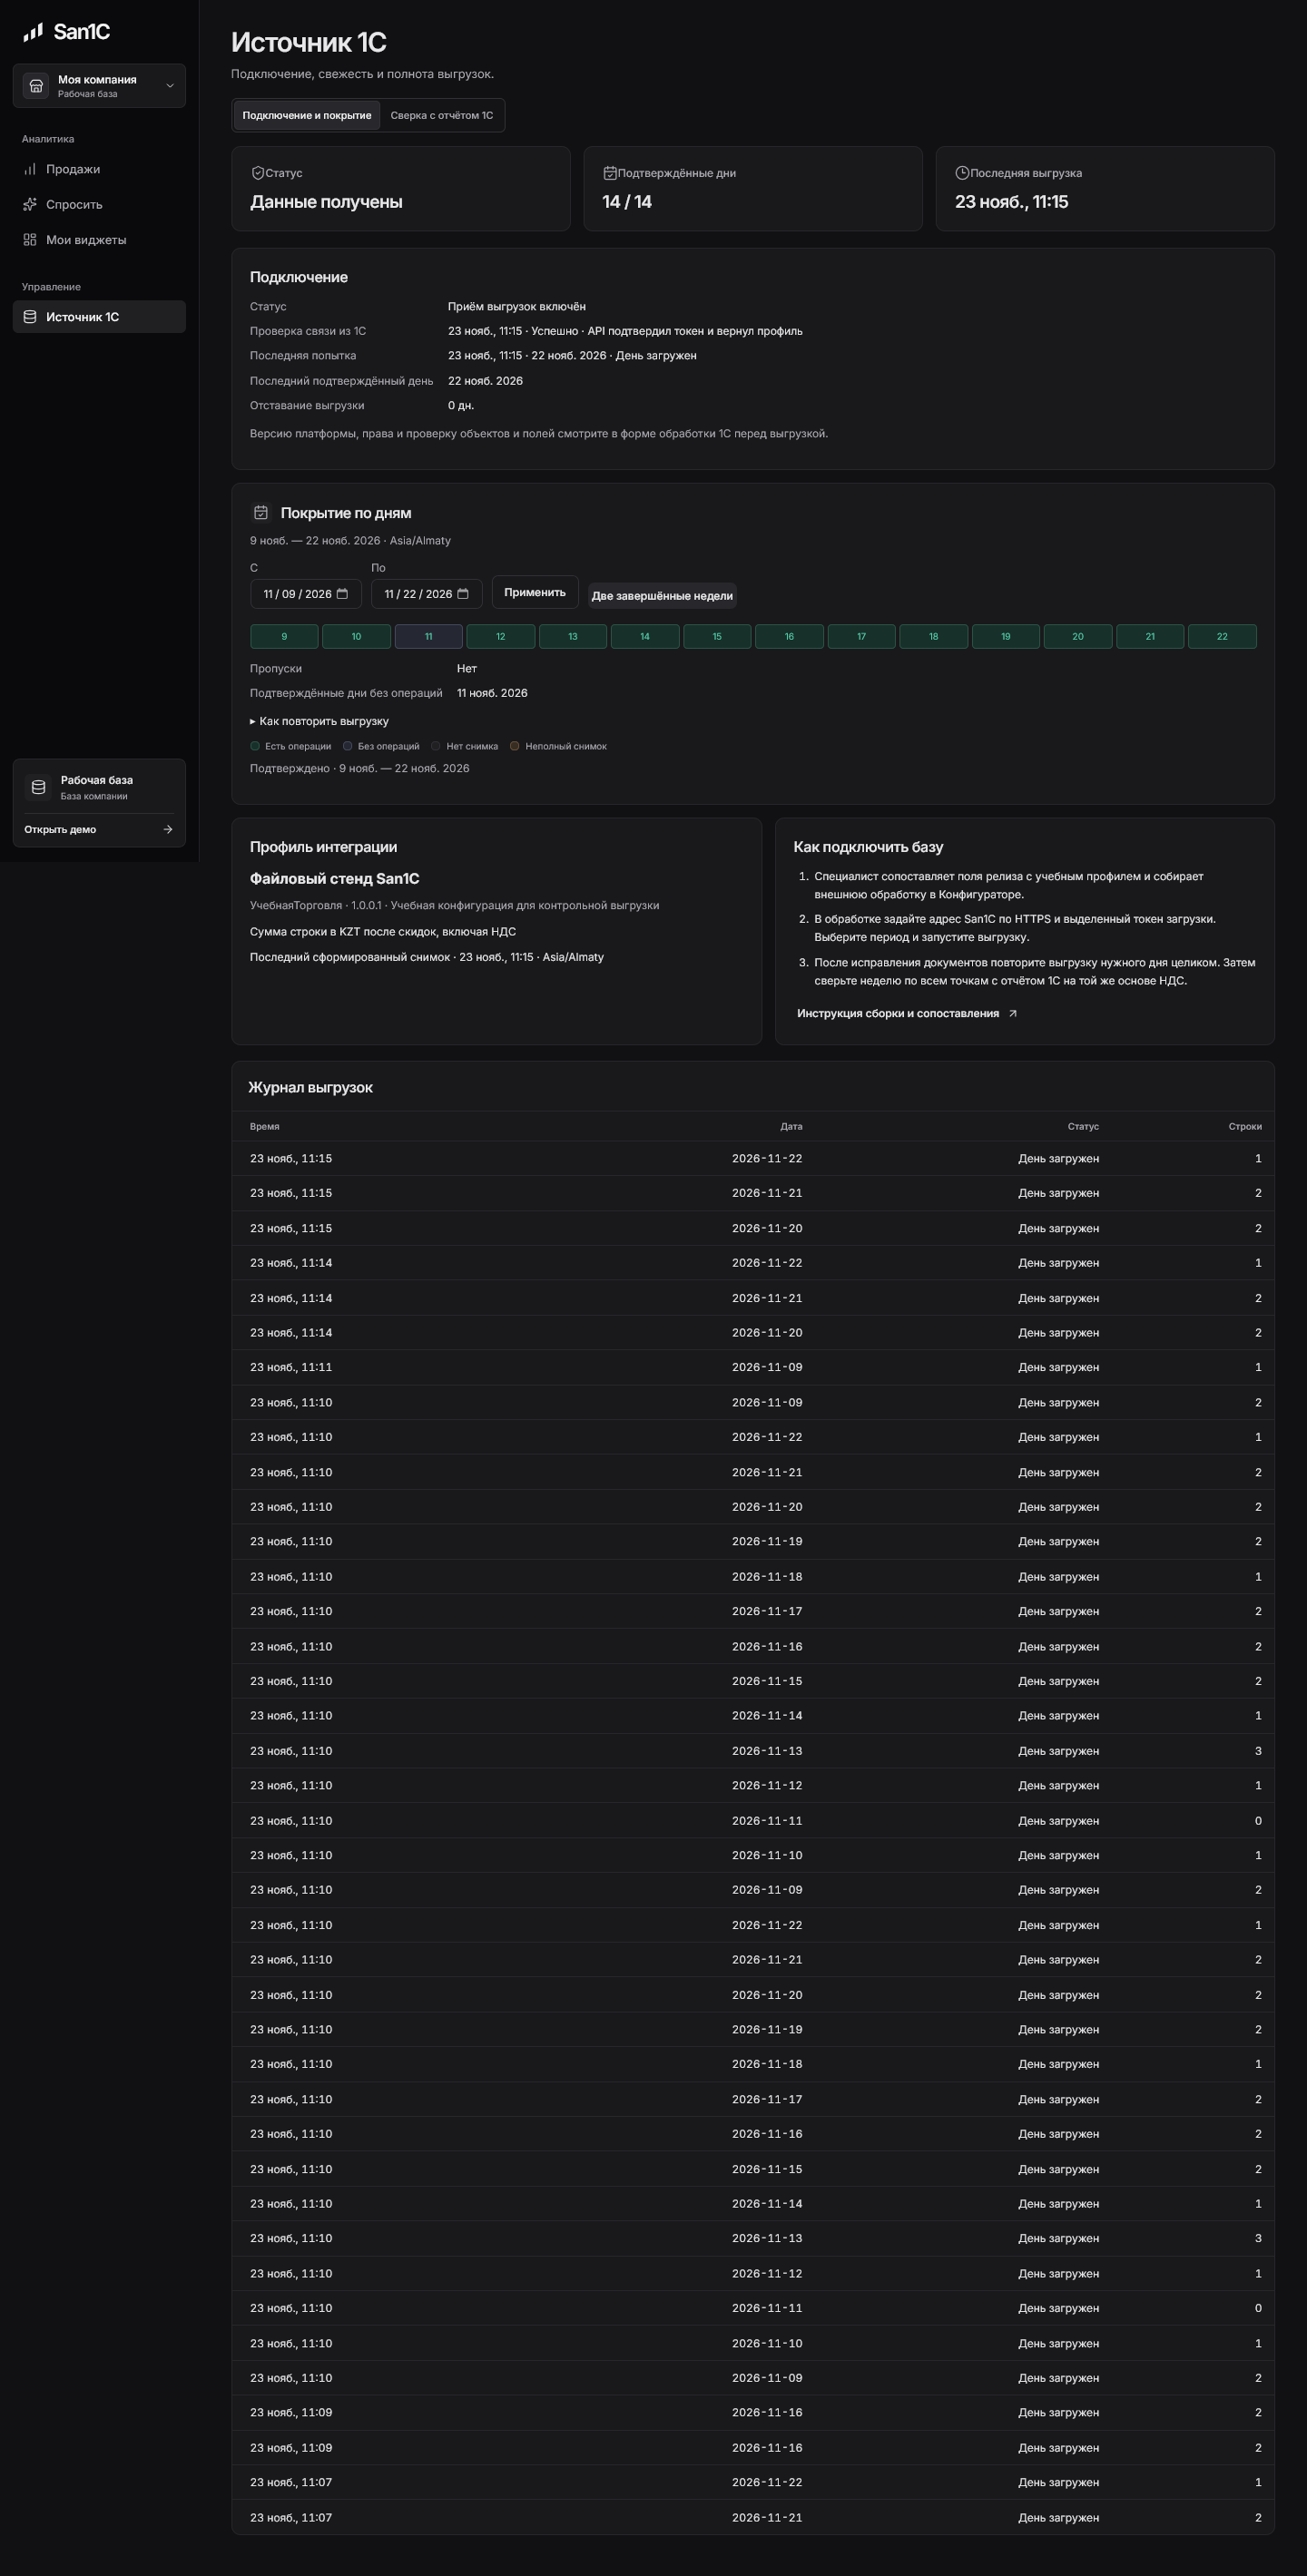 San1C
Моя компания
Рабочая база
Аналитика
Продажи
Спросить
Мои виджеты
Управление
Источник 1С
Рабочая база
База компании
Открыть демо
Источник 1С
Подключение, свежесть и полнота выгрузок.
Подключение и покрытие Сверка с отчётом 1С
Статус
Данные получены
Подтверждённые дни
14 / 14
Последняя выгрузка
23 нояб., 11:15
Подключение
Статус Приём выгрузок включён
Проверка связи из 1С 23 нояб., 11:15 · Успешно · API подтвердил токен и вернул профиль
Последняя попытка 23 нояб., 11:15 · 22 нояб. 2026 · День загружен
Последний подтверждённый день 22 нояб. 2026
Отставание выгрузки 0 дн.
Версию платформы, права и проверку объектов и полей смотрите в форме обработки 1С перед выгрузкой.
Покрытие по дням
9 нояб. — 22 нояб. 2026 · Asia/Almaty
С По
11 / 09 / 2026 11 / 22 / 2026 Применить Две завершённые недели
9 10 11 12 13 14 15 16 17 18 19 20 21 22
Пропуски Нет
Подтверждённые дни без операций 11 нояб. 2026
▸ Как повторить выгрузку
Есть операции Без операций Нет снимка Неполный снимок
Подтверждено · 9 нояб. — 22 нояб. 2026
Профиль интеграции
Файловый стенд San1C
УчебнаяТорговля · 1.0.0.1 · Учебная конфигурация для контрольной выгрузки
Сумма строки в KZT после скидок, включая НДС
Последний сформированный снимок · 23 нояб., 11:15 · Asia/Almaty
Как подключить базу
1. Специалист сопоставляет поля релиза с учебным профилем и собирает
внешнюю обработку в Конфигураторе.
2. В обработке задайте адрес San1C по HTTPS и выделенный токен загрузки.
Выберите период и запустите выгрузку.
3. После исправления документов повторите выгрузку нужного дня целиком. Затем
сверьте неделю по всем точкам с отчётом 1С на той же основе НДС.
Инструкция сборки и сопоставления
Журнал выгрузок
Время Дата Статус Строки
23 нояб., 11:15 2026-11-22 День загружен 1
23 нояб., 11:15 2026-11-21 День загружен 2
23 нояб., 11:15 2026-11-20 День загружен 2
23 нояб., 11:14 2026-11-22 День загружен 1
23 нояб., 11:14 2026-11-21 День загружен 2
23 нояб., 11:14 2026-11-20 День загружен 2
23 нояб., 11:11 2026-11-09 День загружен 1
23 нояб., 11:10 2026-11-09 День загружен 2
23 нояб., 11:10 2026-11-22 День загружен 1
23 нояб., 11:10 2026-11-21 День загружен 2
23 нояб., 11:10 2026-11-20 День загружен 2
23 нояб., 11:10 2026-11-19 День загружен 2
23 нояб., 11:10 2026-11-18 День загружен 1
23 нояб., 11:10 2026-11-17 День загружен 2
23 нояб., 11:10 2026-11-16 День загружен 2
23 нояб., 11:10 2026-11-15 День загружен 2
23 нояб., 11:10 2026-11-14 День загружен 1
23 нояб., 11:10 2026-11-13 День загружен 3
23 нояб., 11:10 2026-11-12 День загружен 1
23 нояб., 11:10 2026-11-11 День загружен 0
23 нояб., 11:10 2026-11-10 День загружен 1
23 нояб., 11:10 2026-11-09 День загружен 2
23 нояб., 11:10 2026-11-22 День загружен 1
23 нояб., 11:10 2026-11-21 День загружен 2
23 нояб., 11:10 2026-11-20 День загружен 2
23 нояб., 11:10 2026-11-19 День загружен 2
23 нояб., 11:10 2026-11-18 День загружен 1
23 нояб., 11:10 2026-11-17 День загружен 2
23 нояб., 11:10 2026-11-16 День загружен 2
23 нояб., 11:10 2026-11-15 День загружен 2
23 нояб., 11:10 2026-11-14 День загружен 1
23 нояб., 11:10 2026-11-13 День загружен 3
23 нояб., 11:10 2026-11-12 День загружен 1
23 нояб., 11:10 2026-11-11 День загружен 0
23 нояб., 11:10 2026-11-10 День загружен 1
23 нояб., 11:10 2026-11-09 День загружен 2
23 нояб., 11:09 2026-11-16 День загружен 2
23 нояб., 11:09 2026-11-16 День загружен 2
23 нояб., 11:07 2026-11-22 День загружен 1
23 нояб., 11:07 2026-11-21 День загружен 2